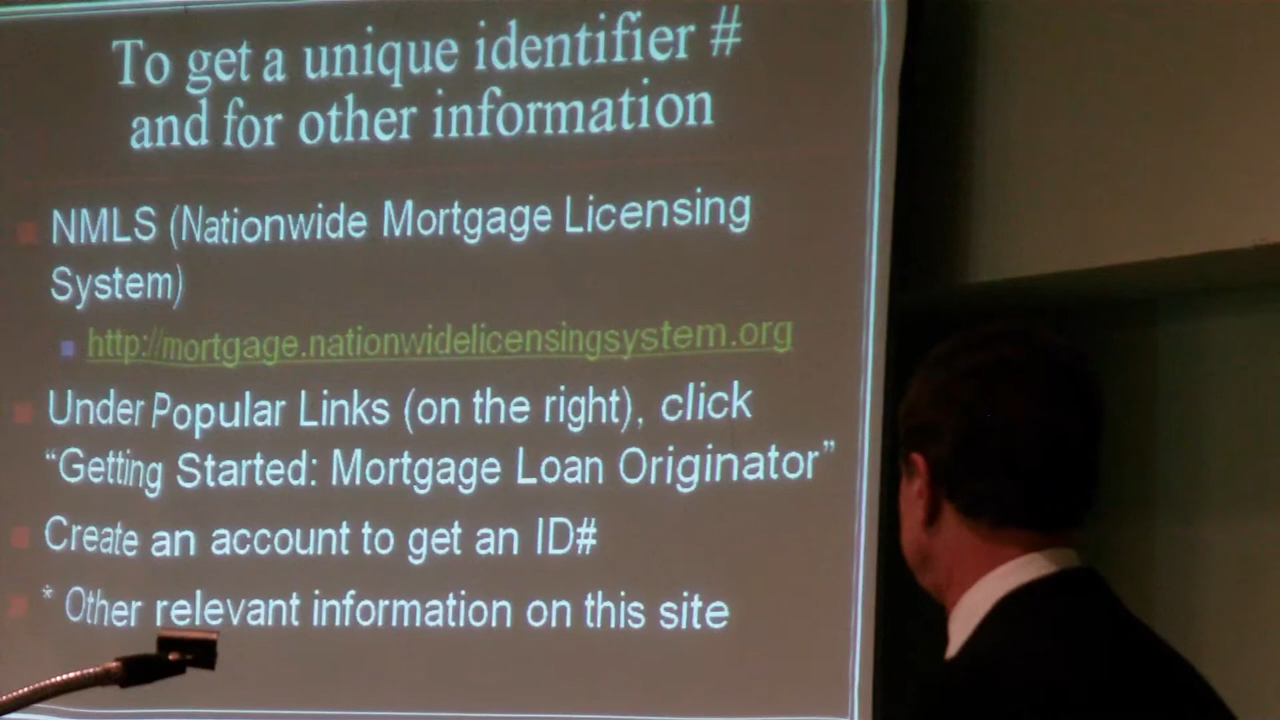 To get a unique identifier #
and for other information
NMLS (Nationwide Mortgage Licensing
System)
http://mortgage.nationwidelicensingsystem.org
Under Popular Links (on the right), click
“Getting Started: Mortgage Loan Originator”
Create an account to get an ID#
* Other relevant information on this site